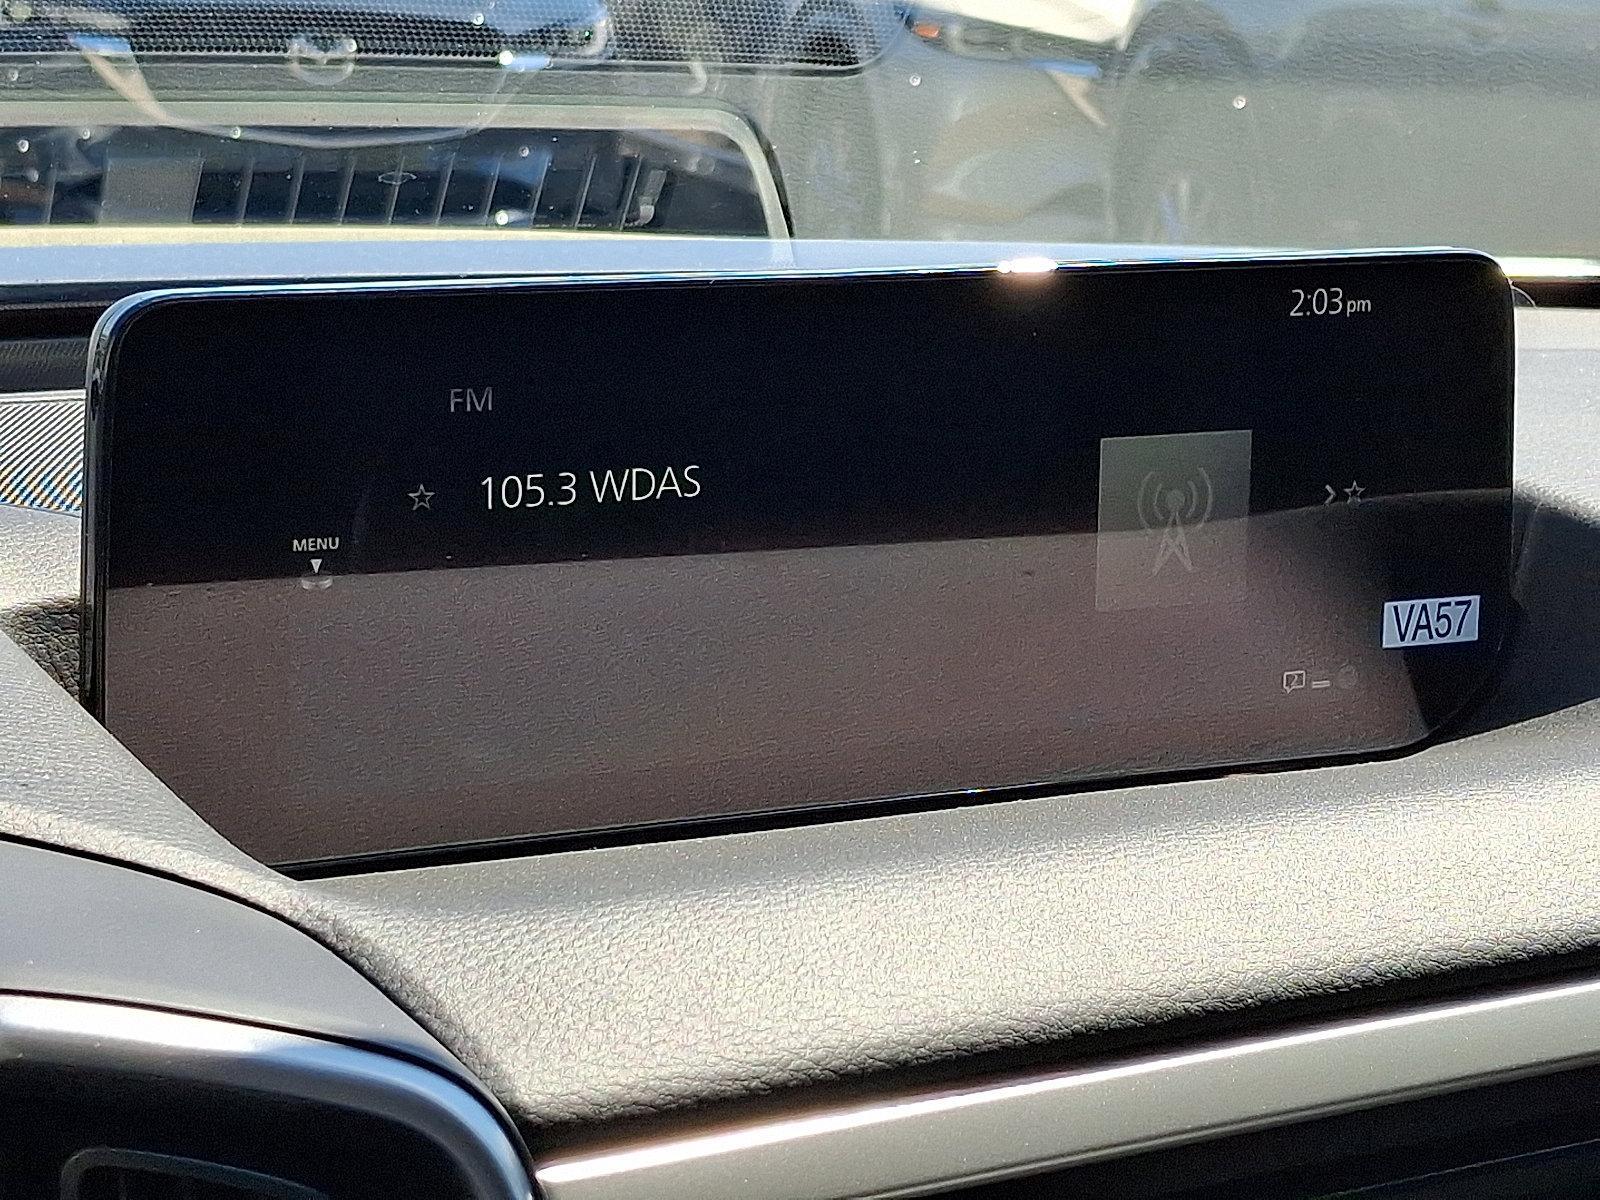 2:03 pm
FM
105.3 WDAS
MENU
VA57